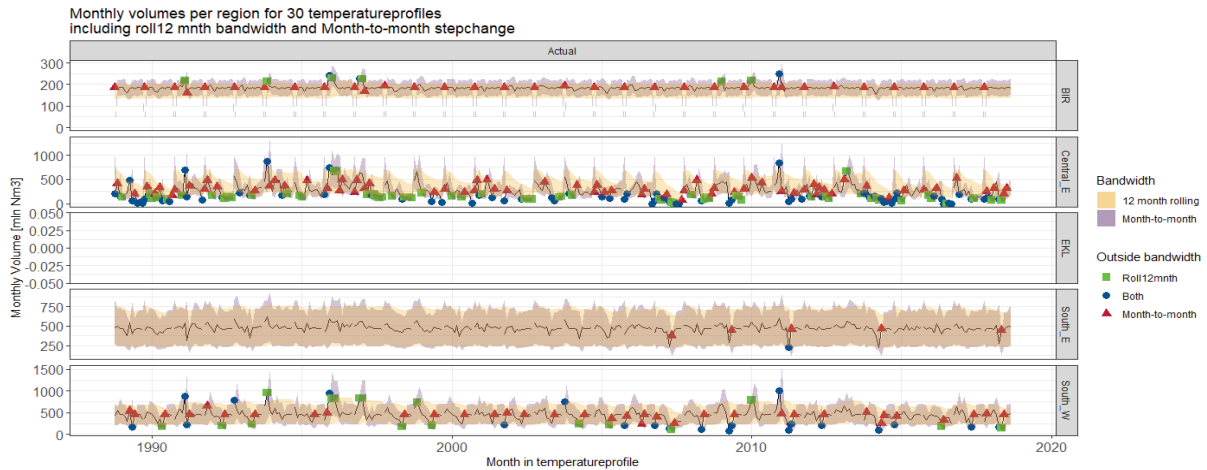 Monthly volumes per region for 30 temperatureprofiles
including roll12 mnth bandwidth and Month-to-month stepchange
Actual
300
200
100
0
BIR
1000
500
0
Central_E
0.050
0.025
0.000
-0.025
-0.050
EKL
750
500
250
South_E
1500
1000
500
0
South_W
1990
2000
2010
2020
Month in temperatureprofile
Monthly Volume [mln Nm3]
Bandwidth
12 month rolling
Month-to-month
Outside bandwidth
Roll12mnth
Both
Month-to-month